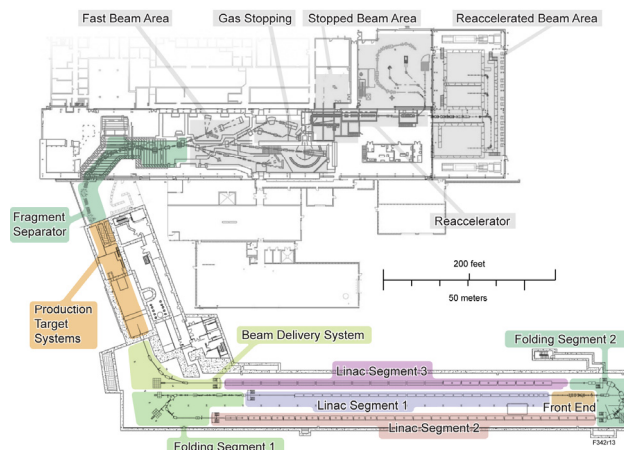 Fast Beam Area
Gas Stopping
Stopped Beam Area
Reaccelerated Beam Area
Fragment
Separator
Reaccelerator
200 feet
50 meters
Production
Target
Systems
Beam Delivery System
Folding Segment 2
Linac Segment 3
Linac Segment 1
Front End
Linac Segment 2
Folding Segment 1
F342r13